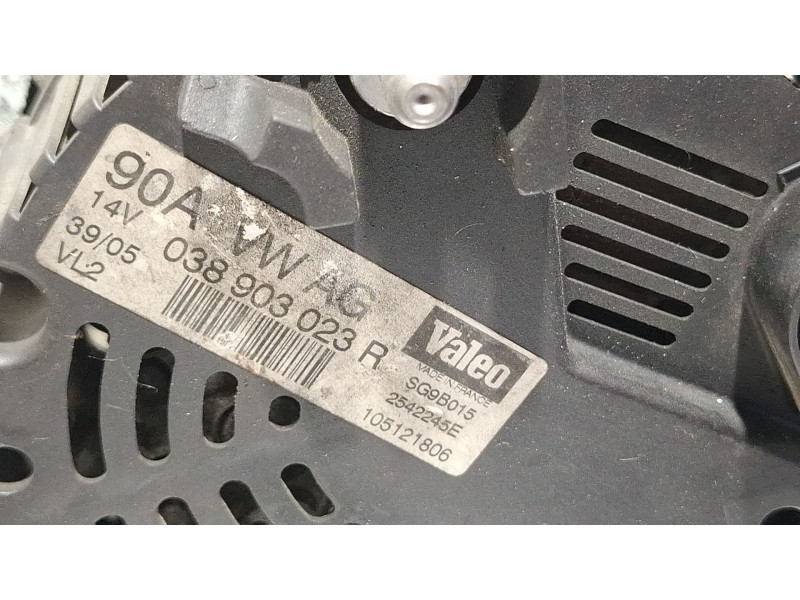 90A VW AG
14V 038 903 023 R
39/05
VL2
Valeo
MADE IN FRANCE
SG9B015
2542245E
105121806